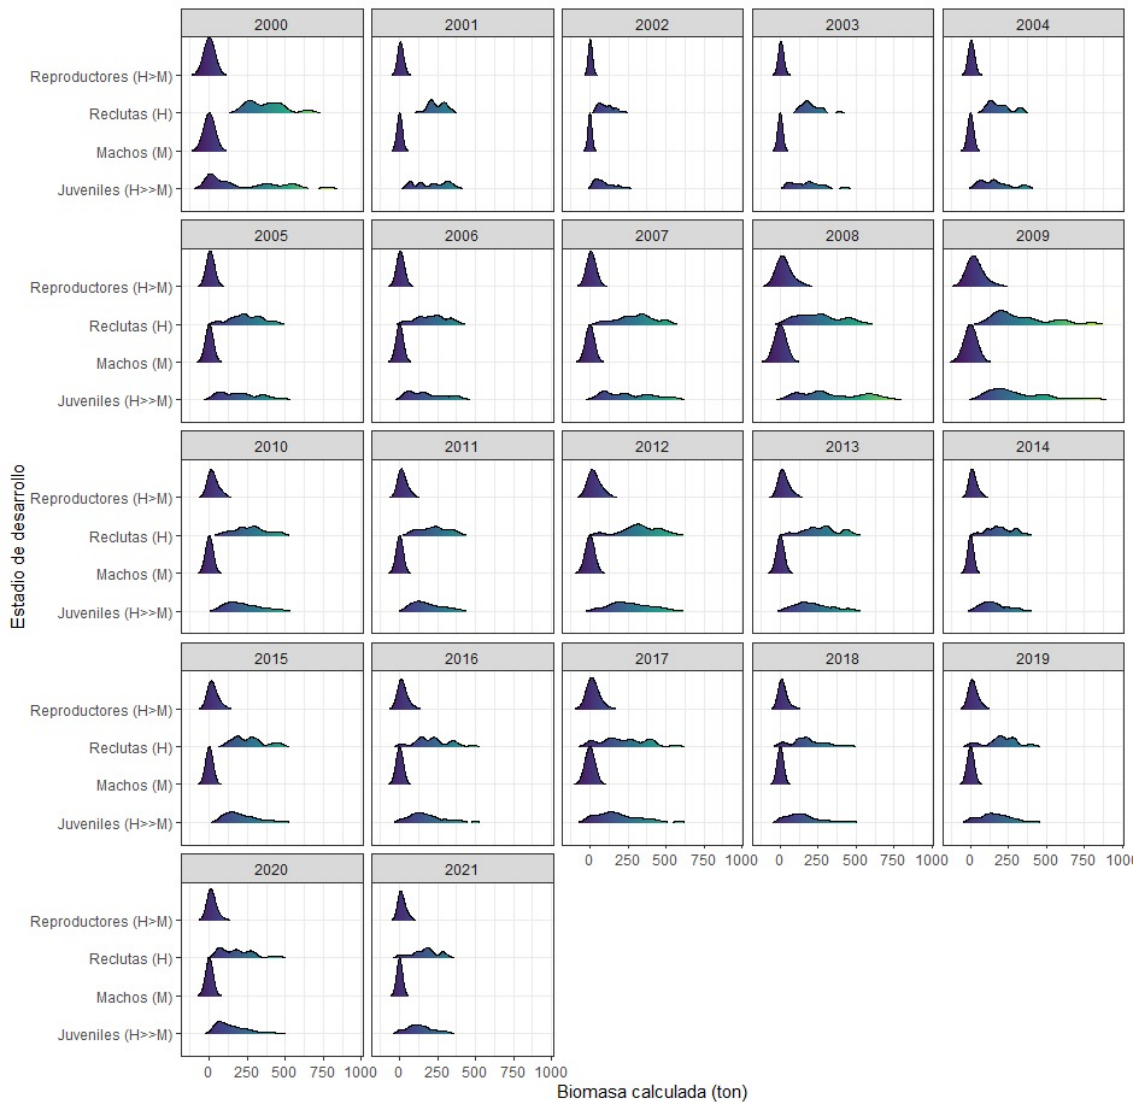 2000 2001 2002 2003 2004
Reproductores (H>M)
Reclutas (H)
Machos (M)
Juveniles (H>>M)
2005 2006 2007 2008 2009
Reproductores (H>M)
Reclutas (H)
Machos (M)
Juveniles (H>>M)
2010 2011 2012 2013 2014
Reproductores (H>M)
Reclutas (H)
Machos (M)
Juveniles (H>>M)
2015 2016 2017 2018 2019
Reproductores (H>M)
Reclutas (H)
Machos (M)
Juveniles (H>>M)
0 250 500 750 1000 0 250 500 750 1000 0 250 500 750 1000
2020 2021
Reproductores (H>M)
Reclutas (H)
Machos (M)
Juveniles (H>>M)
0 250 500 750 1000 0 250 500 750 1000
Biomasa calculada (ton)
Estadio de desarrollo